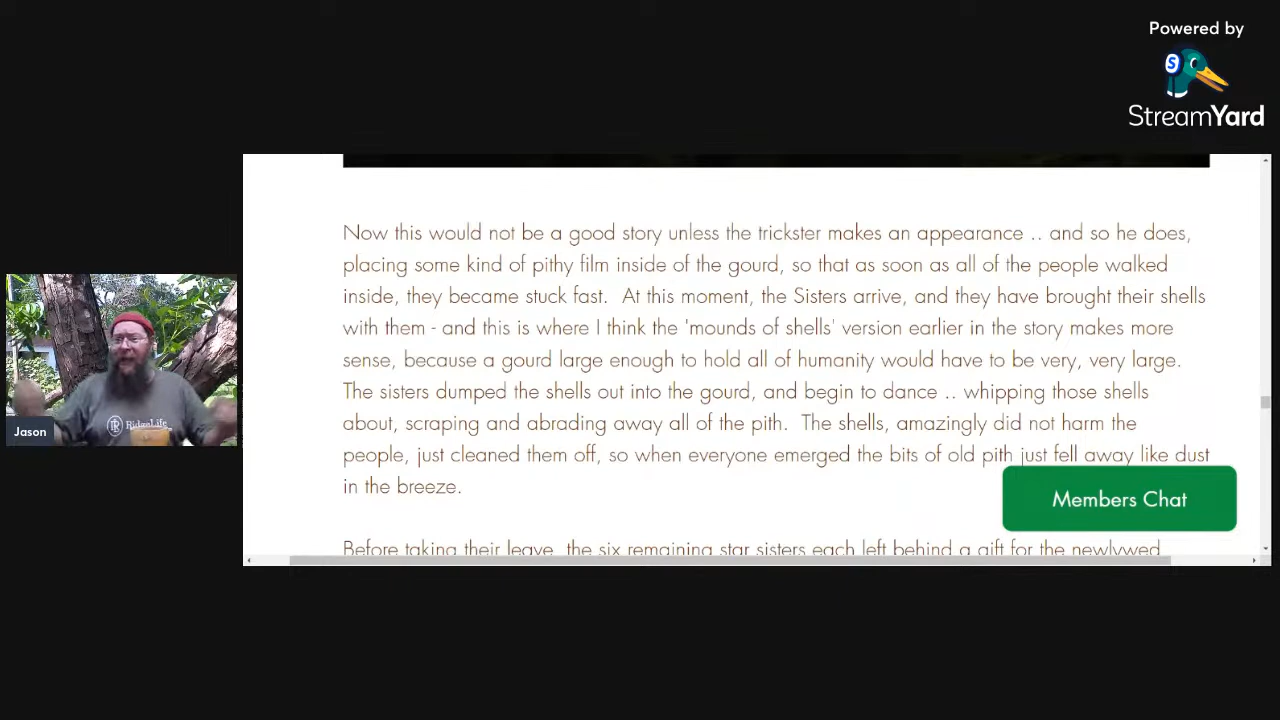 Powered by
StreamYard
Now this would not be a good story unless the trickster makes an appearance .. and so he does,
placing some kind of pithy film inside of the gourd, so that as soon as all of the people walked
inside, they became stuck fast.  At this moment, the Sisters arrive, and they have brought their shells
with them - and this is where I think the 'mounds of shells' version earlier in the story makes more
sense, because a gourd large enough to hold all of humanity would have to be very, very large.
The sisters dumped the shells out into the gourd, and begin to dance .. whipping those shells
about, scraping and abrading away all of the pith.  The shells, amazingly did not harm the
people, just cleaned them off, so when everyone emerged the bits of old pith just fell away like dust
in the breeze.
Members Chat
Before taking their leave, the six remaining star sisters each left behind a gift for the newlywed
Jason
RidgeLife